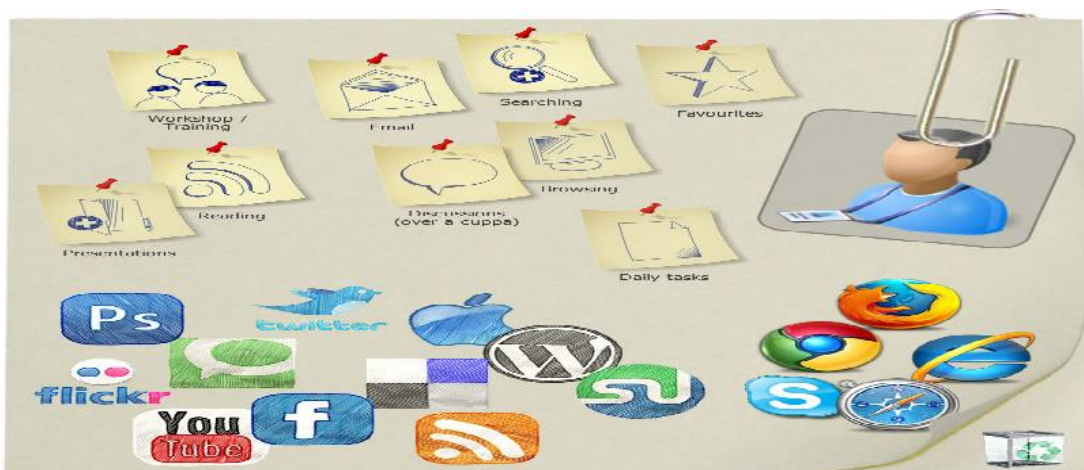 Workshop /
Training
Email
Searching
Favourites
Reading
Discussions
(over a cuppa)
Browsing
Presentations
Daily tasks
Ps
twitter
flickr
You
Tube
f
W
S